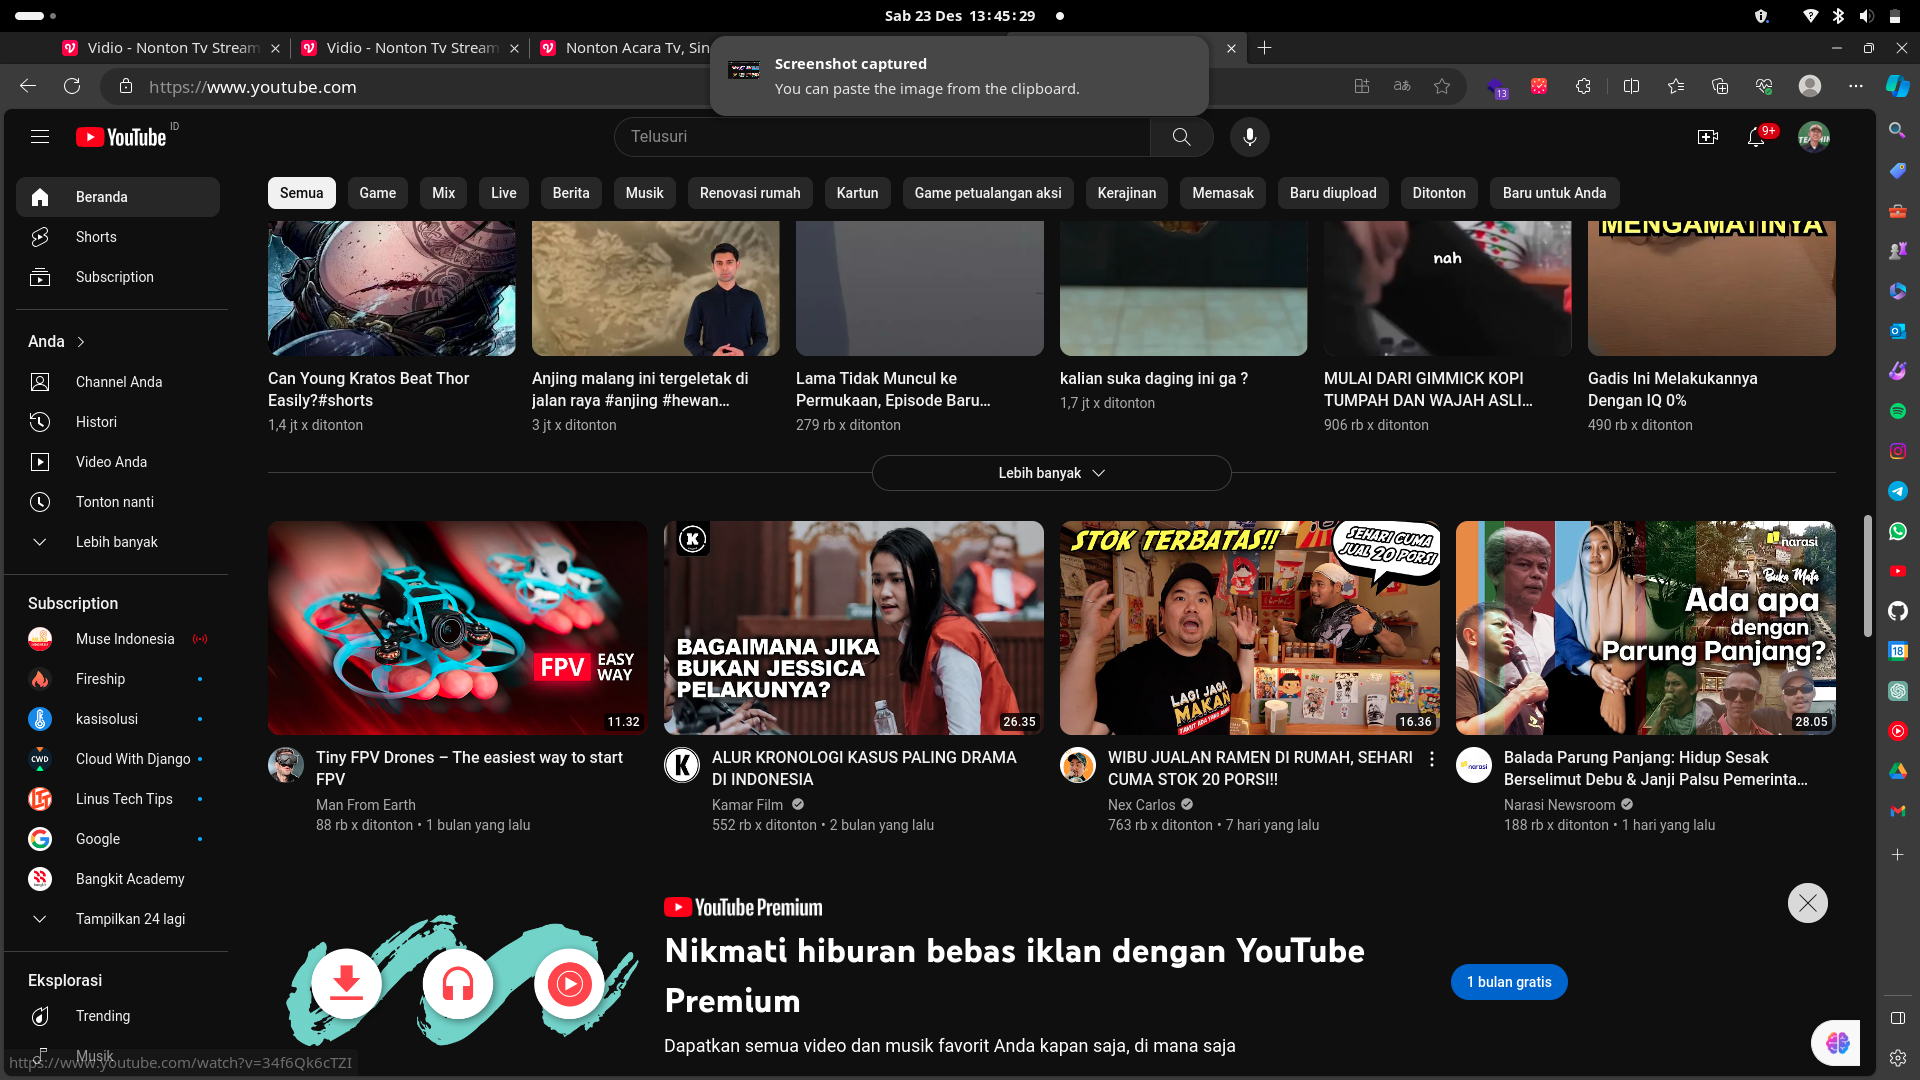 Sab 23 Des 13:45:29
Vidio - Nonton Tv Stream
Vidio - Nonton Tv Stream
Nonton Acara Tv, Sin
Screenshot captured
You can paste the image from the clipboard.
https://www.youtube.com
13
YouTube
ID
Telusuri
9+
Beranda
Shorts
Subscription
Anda
Channel Anda
Histori
Video Anda
Tonton nanti
Lebih banyak
Subscription
Muse Indonesia
Fireship
kasisolusi
CWD
Cloud With Django
Linus Tech Tips
Google
Bangkit Academy
Tampilkan 24 lagi
Eksplorasi
Trending
Musik
https://www.youtube.com/watch?v=34f6Qk6cTZI
Semua
Game
Mix
Live
Berita
Musik
Renovasi rumah
Kartun
Game petualangan aksi
Kerajinan
Memasak
Baru diupload
Ditonton
Baru untuk Anda
nah
MENGAMATINYA
Can Young Kratos Beat Thor
Easily?#shorts
1,4 jt x ditonton
Anjing malang ini tergeletak di
jalan raya #anjing #hewan...
3 jt x ditonton
Lama Tidak Muncul ke
Permukaan, Episode Baru...
279 rb x ditonton
kalian suka daging ini ga ?
1,7 jt x ditonton
MULAI DARI GIMMICK KOPI
TUMPAH DAN WAJAH ASLI...
906 rb x ditonton
Gadis Ini Melakukannya
Dengan IQ 0%
490 rb x ditonton
Lebih banyak
FPV EASY
WAY
11.32
Tiny FPV Drones – The easiest way to start
FPV
Man From Earth
88 rb x ditonton • 1 bulan yang lalu
K
BAGAIMANA JIKA
BUKAN JESSICA
PELAKUNYA?
26.35
K
ALUR KRONOLOGI KASUS PALING DRAMA
DI INDONESIA
Kamar Film
552 rb x ditonton • 2 bulan yang lalu
STOK TERBATAS!!
SEHARI CUMA
JUAL 20 PORSI!
LAGI JAGA
MAKAN
16.36
WIBU JUALAN RAMEN DI RUMAH, SEHARI
CUMA STOK 20 PORSI!!
Nex Carlos
763 rb x ditonton • 7 hari yang lalu
narasi
Buka Mata
Ada apa
dengan
Parung Panjang?
28.05
narasi
Balada Parung Panjang: Hidup Sesak
Berselimut Debu & Janji Palsu Pemerinta...
Narasi Newsroom
188 rb x ditonton • 1 hari yang lalu
YouTube Premium
Nikmati hiburan bebas iklan dengan YouTube
Premium
Dapatkan semua video dan musik favorit Anda kapan saja, di mana saja
1 bulan gratis
18